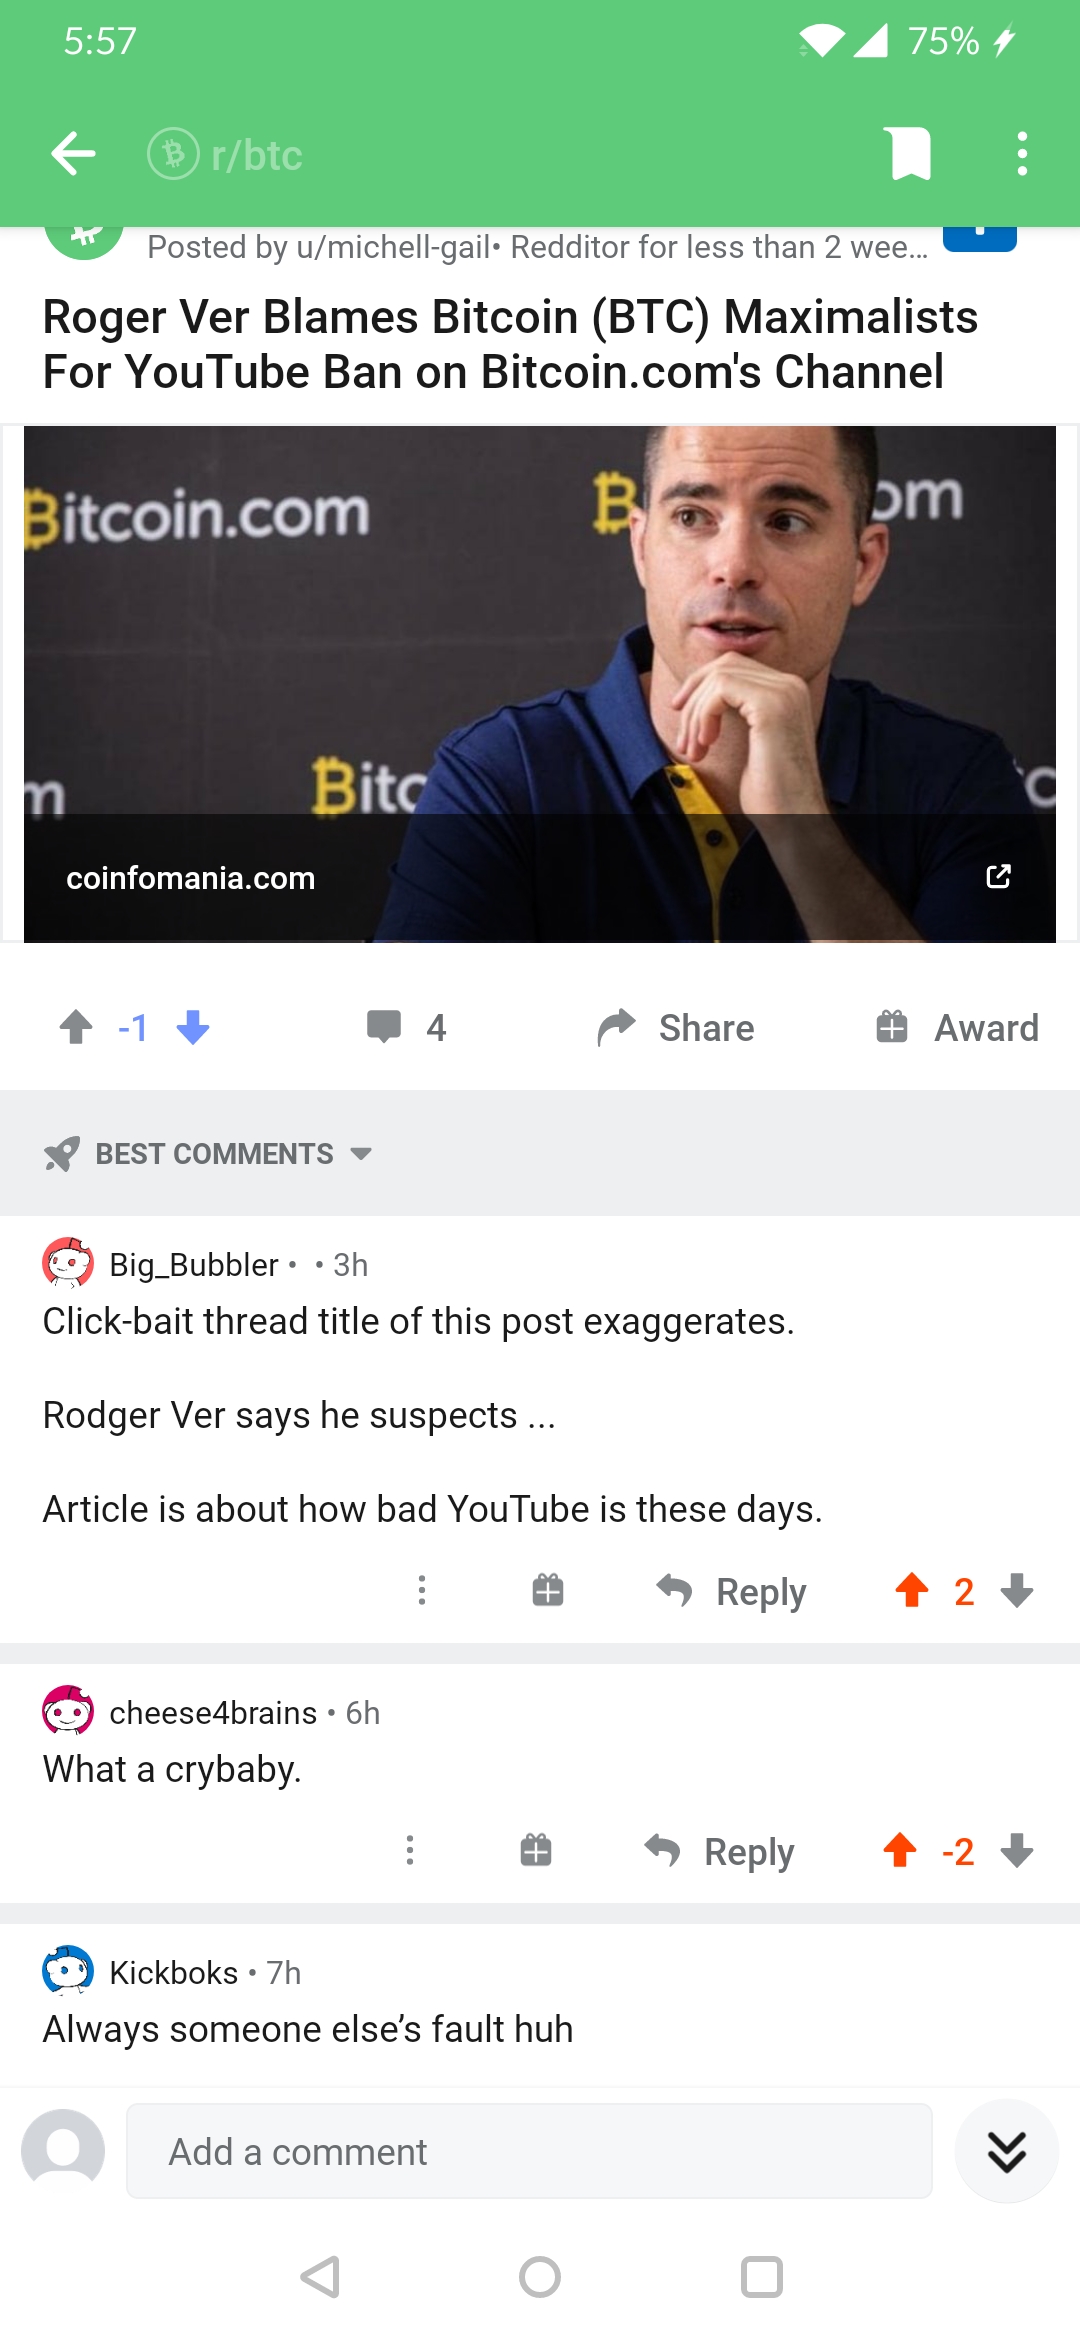 5:57
75%
r/btc
Posted by u/michell-gail• Redditor for less than 2 wee...
Roger Ver Blames Bitcoin (BTC) Maximalists
For YouTube Ban on Bitcoin.com's Channel
Bitcoin.com
B
om
m
Bitc
c
coinfomania.com
-1
4
Share
Award
BEST COMMENTS
Big_Bubbler • • 3h
Click-bait thread title of this post exaggerates.
Rodger Ver says he suspects ...
Article is about how bad YouTube is these days.
Reply
2
cheese4brains • 6h
What a crybaby.
Reply
-2
Kickboks • 7h
Always someone else’s fault huh
Add a comment